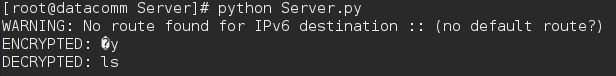 [root@datacomm Server]# python Server.py
WARNING: No route found for IPv6 destination :: (no default route?)
ENCRYPTED: �y
DECRYPTED: ls